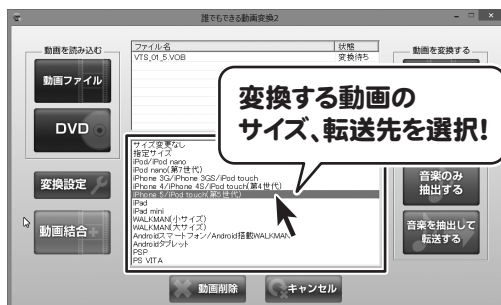 誰でもできる動画変換2
動画を読み込む
動画ファイル
DVD
変換設定
動画結合
ファイル名
状態
VTS_01_5.VOB
変換待ち
動画を変換する
変換する動画の
サイズ、転送先を選択!
サイズ変更なし
指定サイズ
iPod/iPod nano
iPod nano(第7世代)
iPhone 3G/iPhone 3GS/iPod touch
iPhone 4/iPhone 4S/iPod touch(第4世代)
iPhone 5/iPod touch(第5世代)
iPad
iPad mini
WALKMAN(小サイズ)
WALKMAN(大サイズ)
Androidスマートフォン/Android搭載WALKMAN
Androidタブレット
PSP
PS VITA
音楽のみ
抽出する
音楽を抽出して
転送する
動画削除
キャンセル